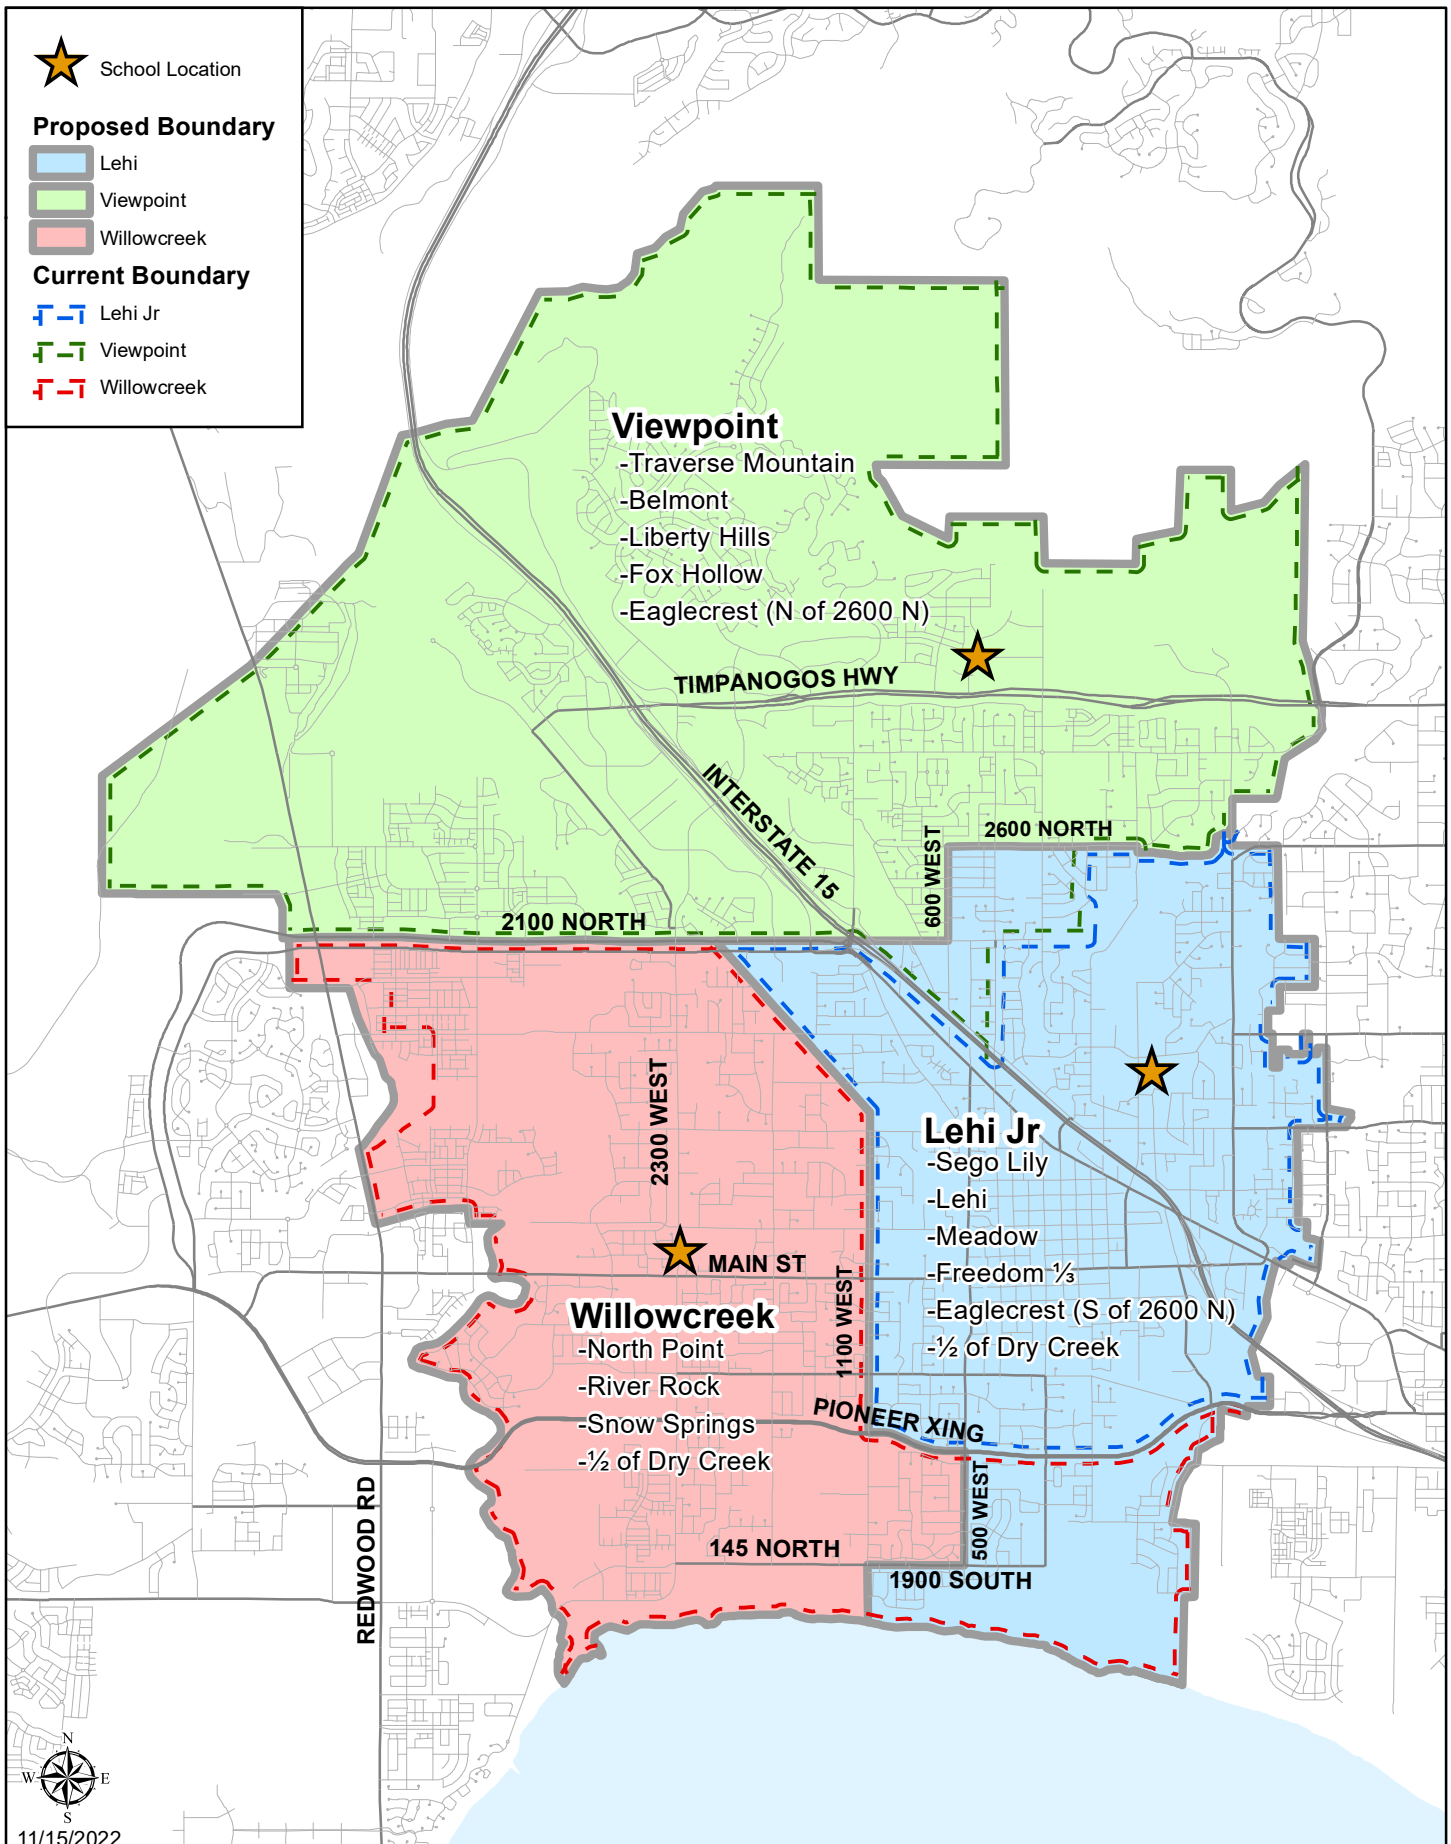 School Location
Proposed Boundary
Lehi
Viewpoint
Willowcreek
Current Boundary
Lehi Jr
Viewpoint
Willowcreek
Viewpoint
-Traverse Mountain
-Belmont
-Liberty Hills
-Fox Hollow
-Eaglecrest (N of 2600 N)
TIMPANOGOS HWY
INTERSTATE 15
600 WEST
2600 NORTH
2100 NORTH
2300 WEST
Lehi Jr
-Sego Lily
-Lehi
-Meadow
-Freedom ⅓
-Eaglecrest (S of 2600 N)
-½ of Dry Creek
MAIN ST
1100 WEST
Willowcreek
-North Point
-River Rock
-Snow Springs
-½ of Dry Creek
PIONEER XING
500 WEST
REDWOOD RD
145 NORTH
1900 SOUTH
N
W E
S
11/15/2022